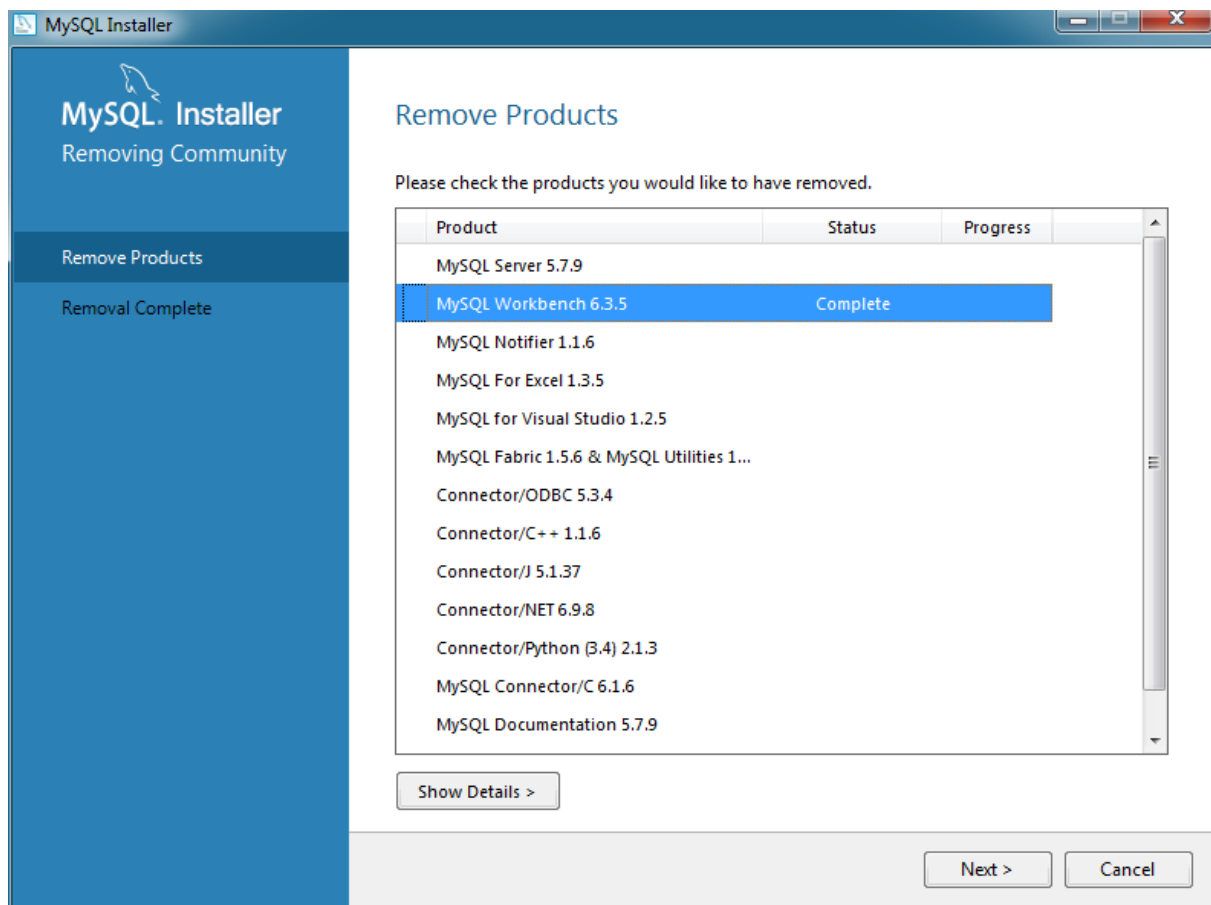 MySQL Installer
MySQL. Installer
Removing Community
Remove Products
Removal Complete
Remove Products
Please check the products you would like to have removed.
Product Status Progress
MySQL Server 5.7.9
MySQL Workbench 6.3.5 Complete
MySQL Notifier 1.1.6
MySQL For Excel 1.3.5
MySQL for Visual Studio 1.2.5
MySQL Fabric 1.5.6 & MySQL Utilities 1...
Connector/ODBC 5.3.4
Connector/C++ 1.1.6
Connector/J 5.1.37
Connector/NET 6.9.8
Connector/Python (3.4) 2.1.3
MySQL Connector/C 6.1.6
MySQL Documentation 5.7.9
Show Details >
Next > Cancel